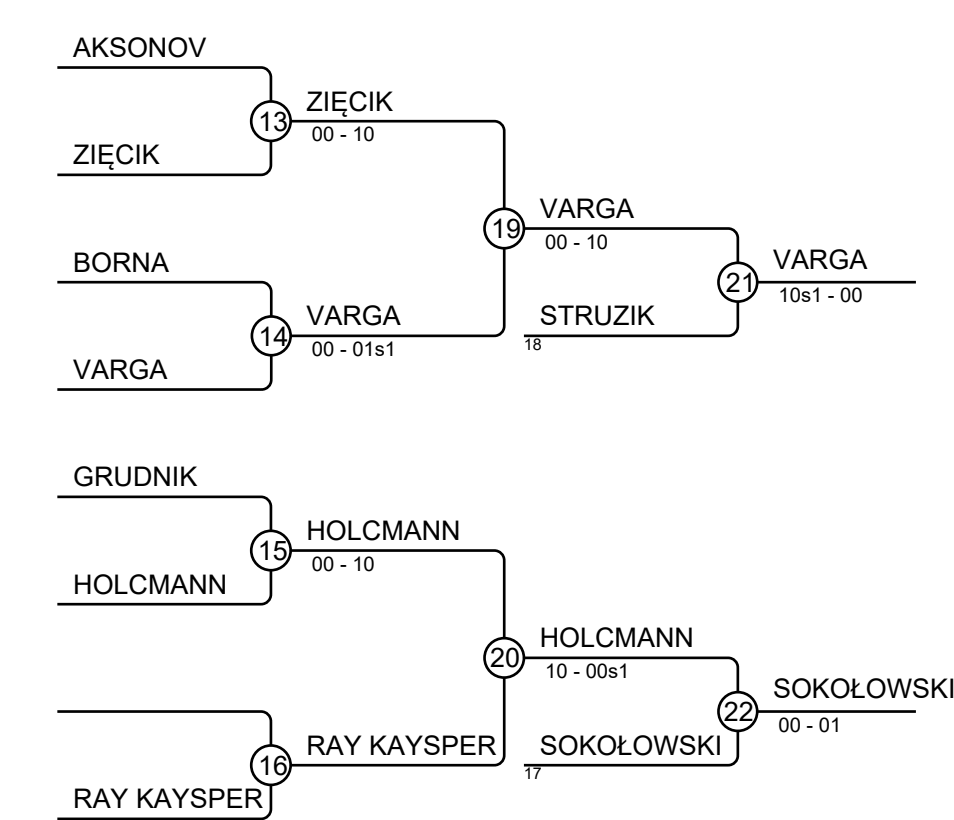 AKSONOV
ZIĘCIK
13
00 - 10
ZIĘCIK
VARGA
19
00 - 10
BORNA
VARGA
21
10s1 - 00
14
VARGA
00 - 01s1
STRUZIK
18
VARGA
GRUDNIK
HOLCMANN
15
00 - 10
HOLCMANN
HOLCMANN
20
10 - 00s1
SOKOŁOWSKI
22
00 - 01
RAY KAYSPER
16
SOKOŁOWSKI
17
RAY KAYSPER